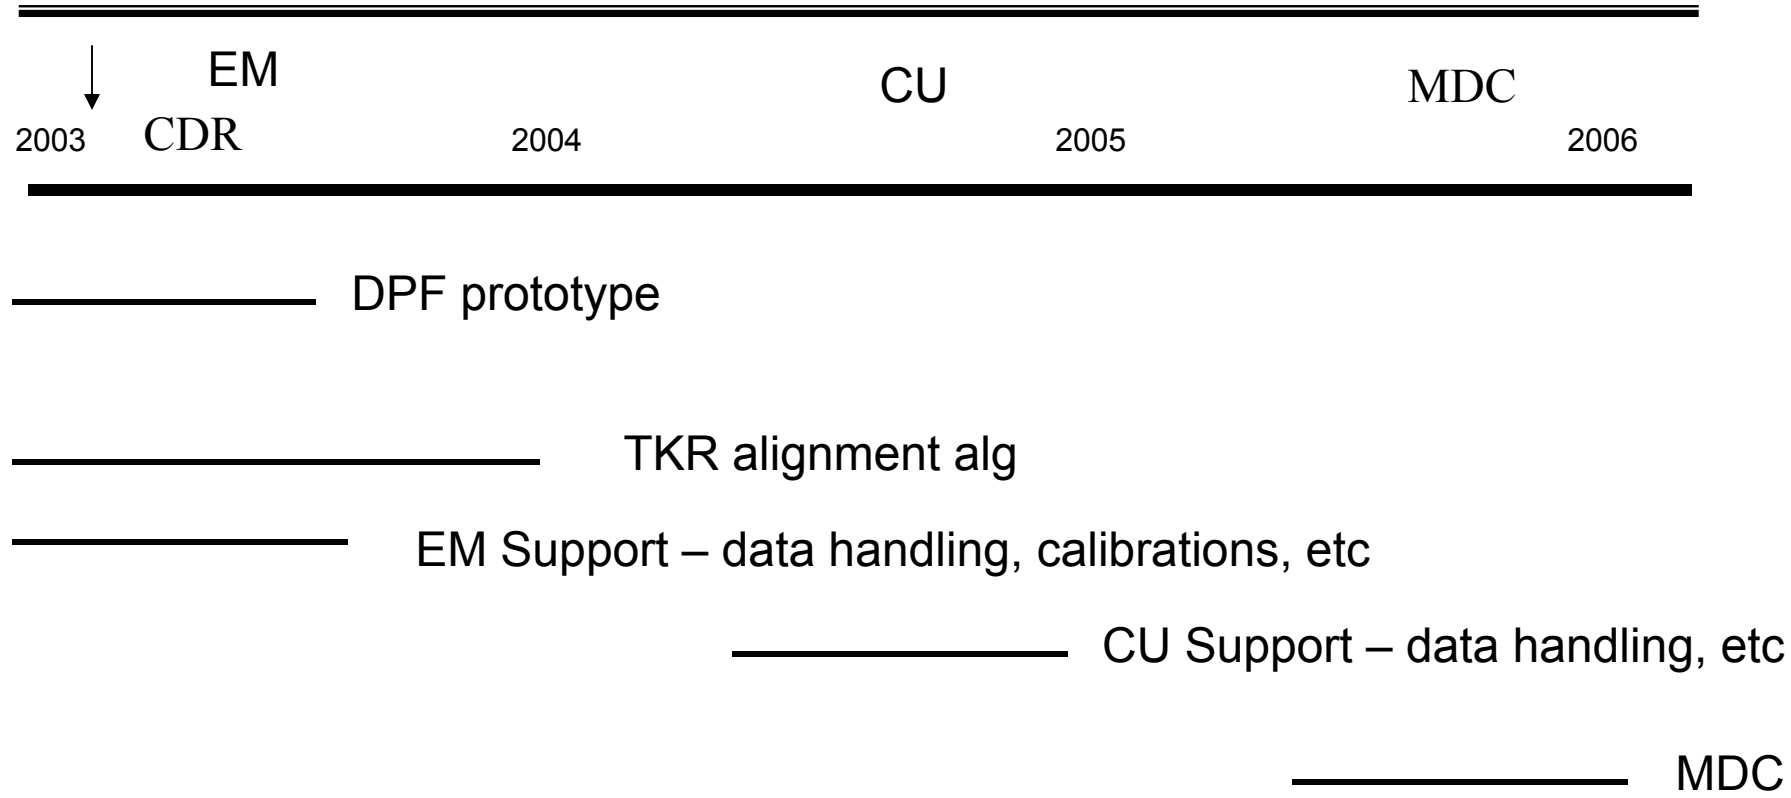 EM CU MDC
2003 CDR 2004 2005 2006
DPF prototype
TKR alignment alg
EM Support – data handling, calibrations, etc
CU Support – data handling, etc
MDC